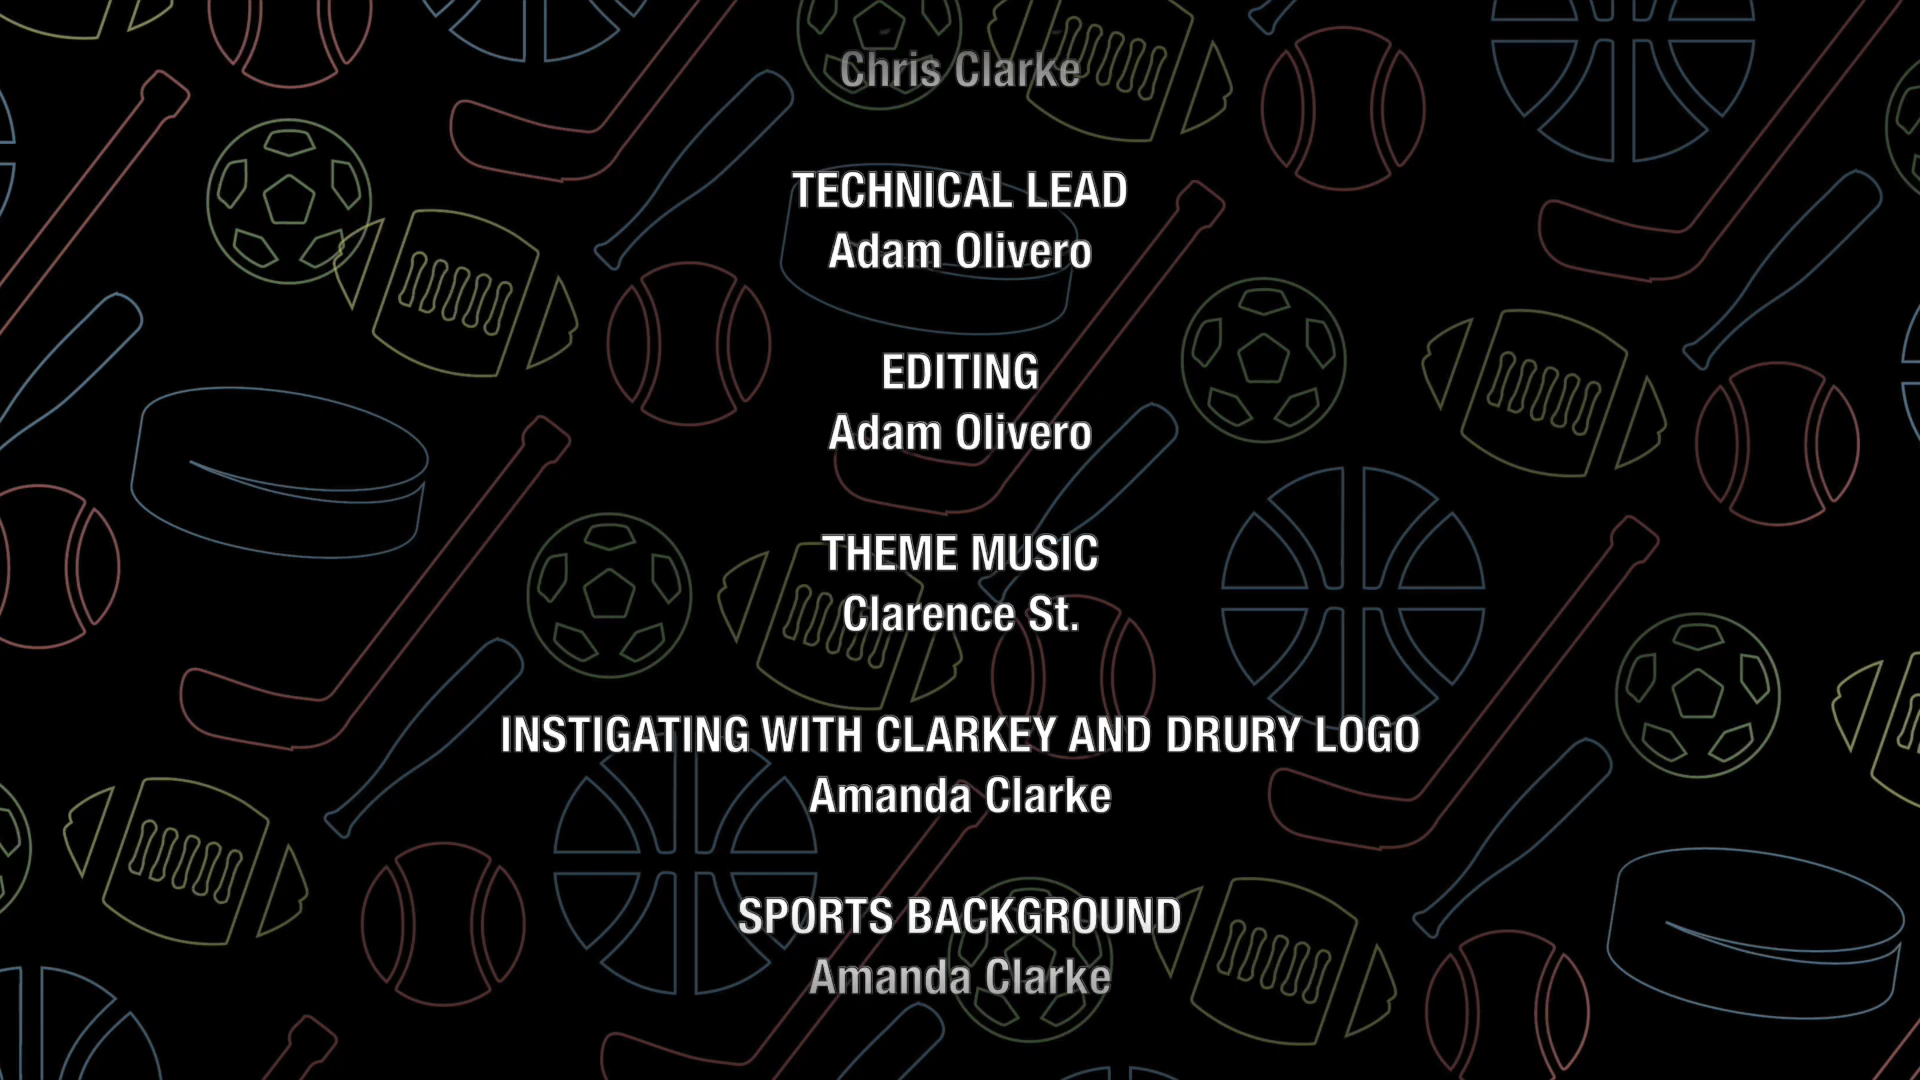 Chris Clarke
TECHNICAL LEAD
Adam Olivero
EDITING
Adam Olivero
THEME MUSIC
Clarence St.
INSTIGATING WITH CLARKEY AND DRURY LOGO
Amanda Clarke
SPORTS BACKGROUND
Amanda Clarke